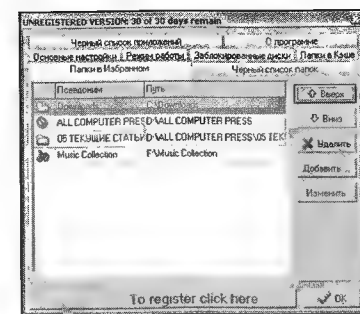 UNREGISTERED VERSION: 30 of 30 days remain
Черный список приложений
О программе
Основные настройки
Режим работы
Заблокированные диски
Папки в Кэше
Папки в Избранном
Черный список папок
Псевдоним
Путь
Вверх
ALL COMPUTER PRES
D:\ALL COMPUTER PRESS
Вниз
05 ТЕКУЩИЕ СТАТЬИ
D:\ALL COMPUTER PRESS\05 ТЕК
Удалить
Music Collection
F:\Music Collection
Добавить ...
Изменить
To register click here
OK